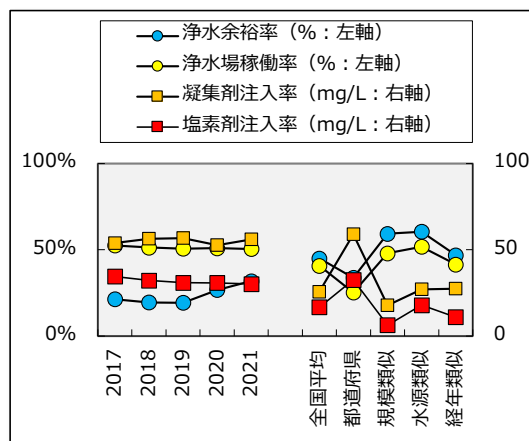 浄水余裕率（%：左軸）
浄水場稼働率（%：左軸）
凝集剤注入率（mg/L：右軸）
塩素剤注入率（mg/L：右軸）
100%
50%
0%
100
50
0
2017
2018
2019
2020
2021
全国平均
都道府県
規模類似
水源類似
経年類似